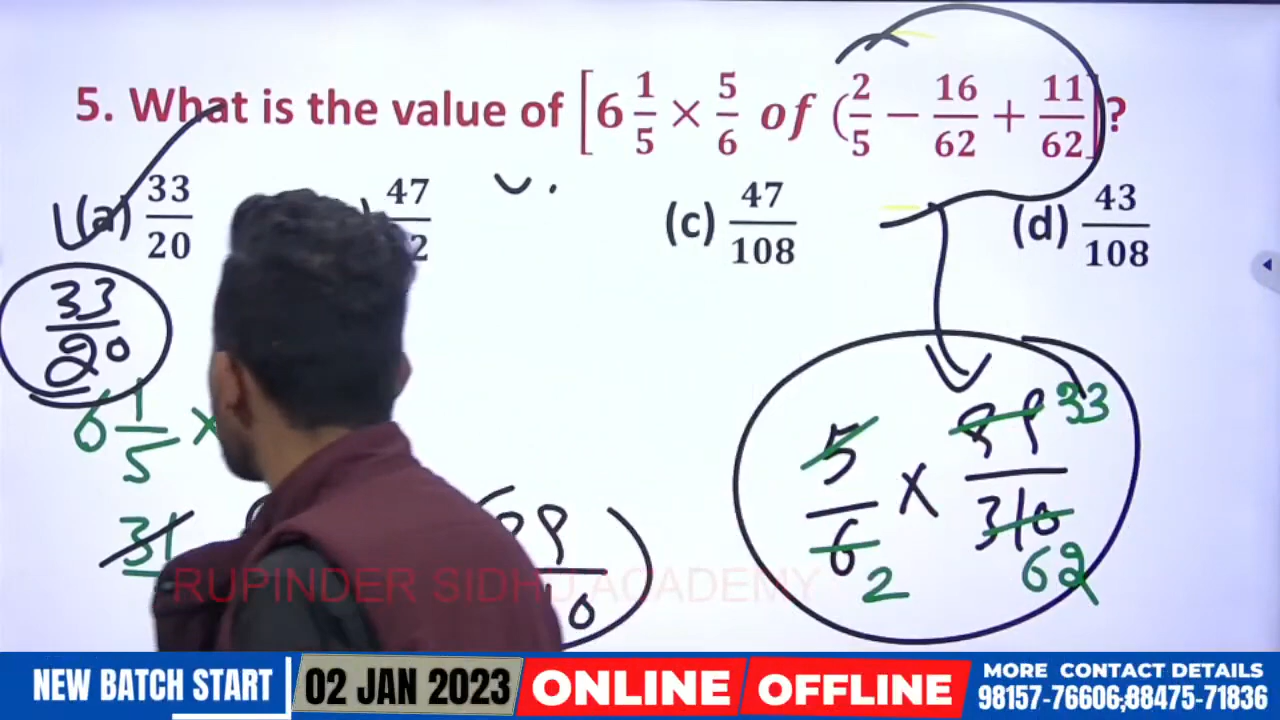 5. What is the value of [6 1/5 × 5/6 of (2/5 − 16/62 + 11/62]?
(a) 33/20
) 47/
(c) 47/108
(d) 43/108
33/20
6 1/5 ×
31
5/6 2 × 99/310 33 62
RUPINDER SIDHU ACADEMY
NEW BATCH START
02 JAN 2023
ONLINE
OFFLINE
MORE CONTACT DETAILS
98157-76606,88475-71836